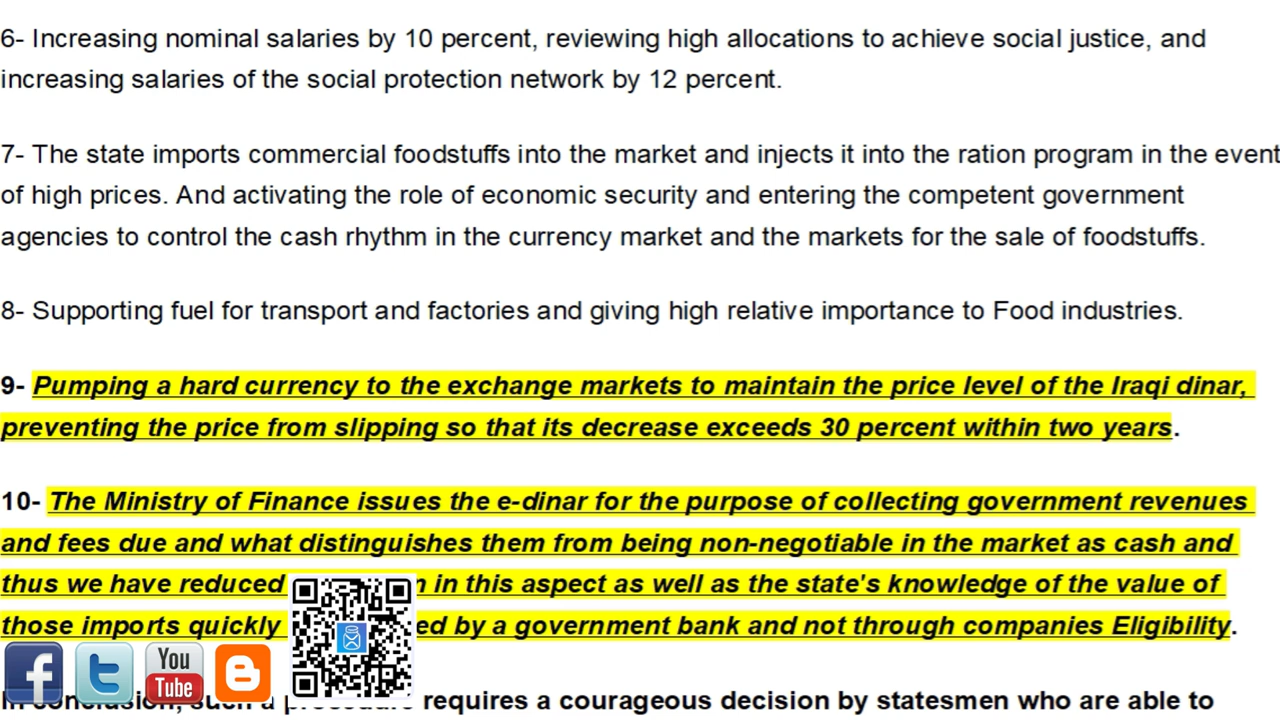 6- Increasing nominal salaries by 10 percent, reviewing high allocations to achieve social justice, and
increasing salaries of the social protection network by 12 percent.
7- The state imports commercial foodstuffs into the market and injects it into the ration program in the event
of high prices. And activating the role of economic security and entering the competent government
agencies to control the cash rhythm in the currency market and the markets for the sale of foodstuffs.
8- Supporting fuel for transport and factories and giving high relative importance to Food industries.
9- Pumping a hard currency to the exchange markets to maintain the price level of the Iraqi dinar,
preventing the price from slipping so that its decrease exceeds 30 percent within two years.
10- The Ministry of Finance issues the e-dinar for the purpose of collecting government revenues
and fees due and what distinguishes them from being non-negotiable in the market as cash and
thus we have reduced in this aspect as well as the state's knowledge of the value of
those imports quickly by a government bank and not through companies Eligibility.
You
Tube
In conclusion, such a procedure requires a courageous decision by statesmen who are able to